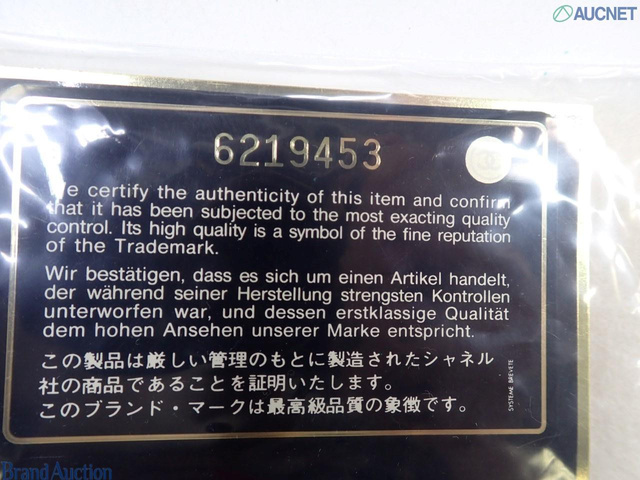 AUCNET
6219453
We certify the authenticity of this item and confirm
that it has been subjected to the most exacting quality
control. Its high quality is a symbol of the fine reputation
of the Trademark.
Wir bestätigen, dass es sich um einen Artikel handelt,
der während seiner Herstellung strengsten Kontrollen
unterworfen war, und dessen erstklassige Qualität
dem hohen Ansehen unserer Marke entspricht.
この製品は厳しい管理のもとに製造されたシャネル
社の商品であることを証明いたします。
このブランド・マークは最高級品質の象徴です。
SYSTEME BREVETE
Brand Auction